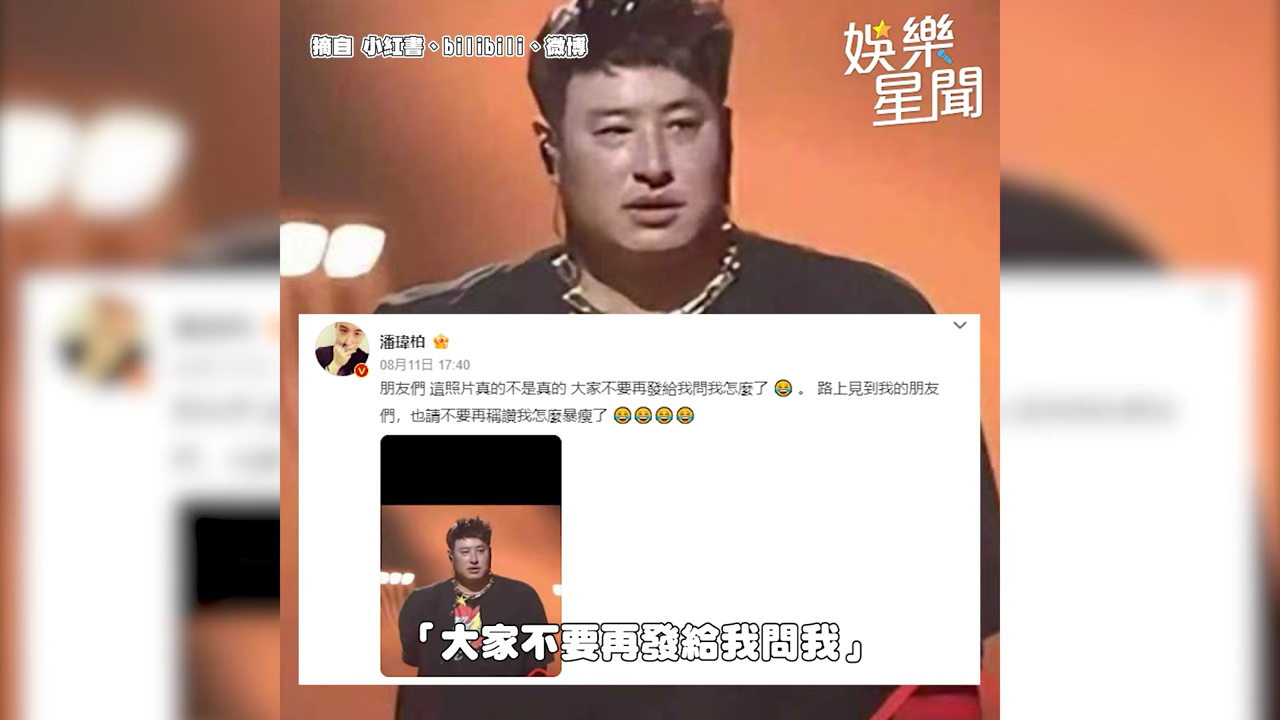 摘自 小紅書、bilibili、微博
娛樂
星聞
潘瑋柏
08月11日 17:40
朋友們 這照片真的不是真的 大家不要再發給我問我怎麼了 😂 。 路上見到我的朋友
們，也請不要再稱讚我怎麼暴瘦了 😂😂😂😂
「大家不要再發給我問我」